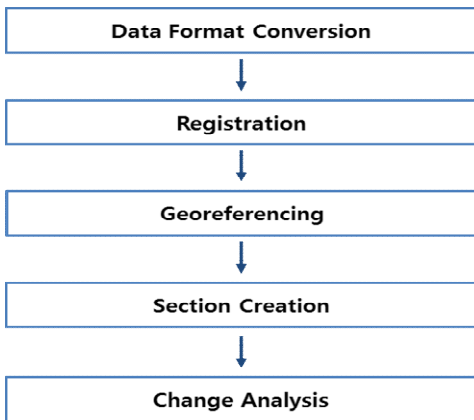 Data Format Conversion
Registration
Georeferencing
Section Creation
Change Analysis